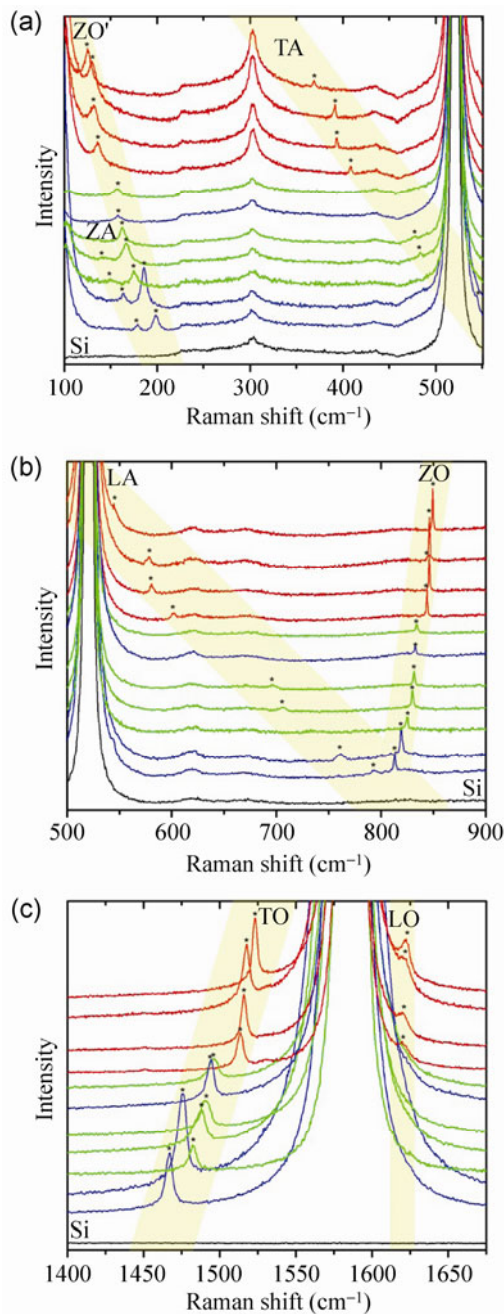 (a)
ZO'
TA
ZA
Si
Intensity
100 200 300 400 500
Raman shift (cm⁻¹)
(b)
LA
ZO
Si
Intensity
500 600 700 800 900
Raman shift (cm⁻¹)
(c)
TO
LO
Si
Intensity
1400 1450 1500 1550 1600 1650
Raman shift (cm⁻¹)